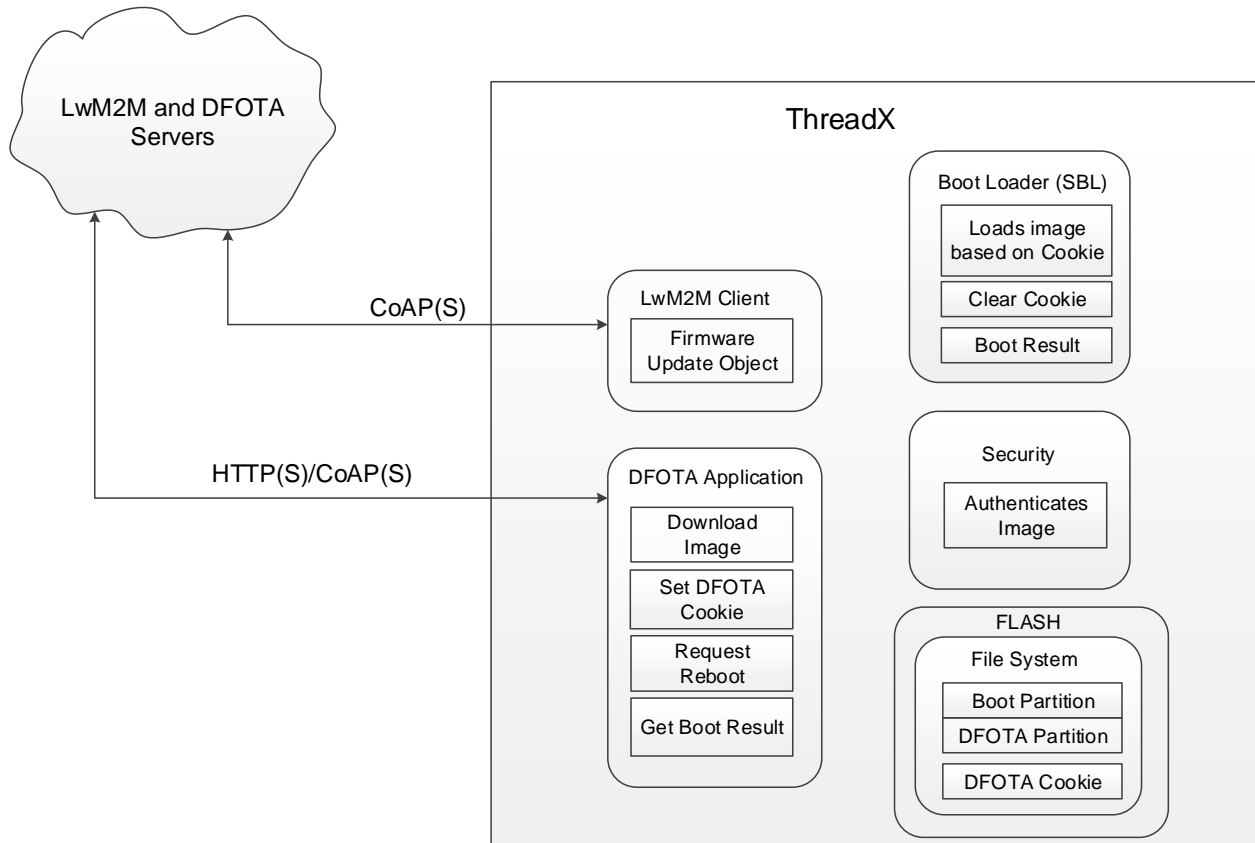 LwM2M and DFOTA
Servers
CoAP(S)
HTTP(S)/CoAP(S)
ThreadX
LwM2M Client
Firmware
Update Object
DFOTA Application
Download
Image
Set DFOTA
Cookie
Request
Reboot
Get Boot Result
Boot Loader (SBL)
Loads image
based on Cookie
Clear Cookie
Boot Result
Security
Authenticates
Image
FLASH
File System
Boot Partition
DFOTA Partition
DFOTA Cookie